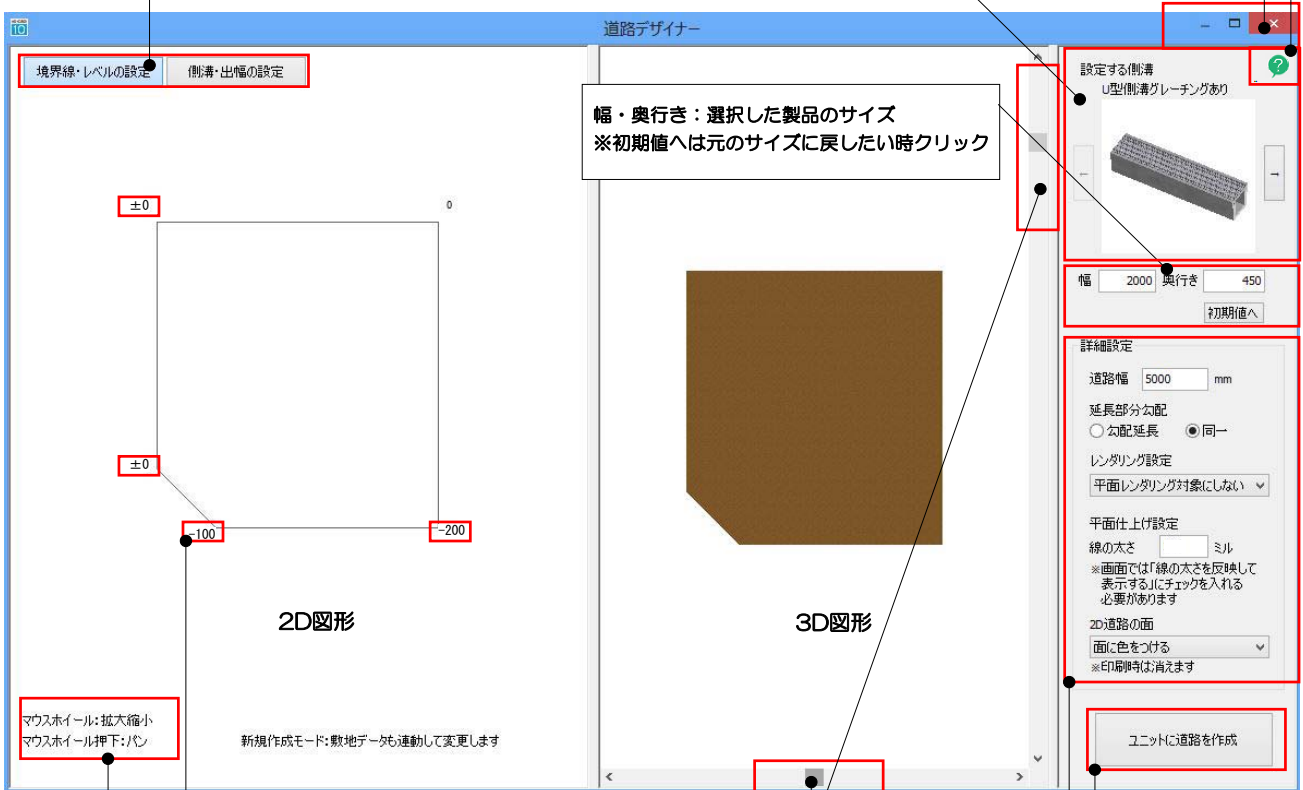 道路デザイナー
境界線・レベルの設定
側溝・出幅の設定
幅・奥行き：選択した製品のサイズ
※初期値へは元のサイズに戻したい時クリック
±0
0
±0
-100
-200
2D図形
3D図形
マウスホイール:拡大縮小
マウスホイール押下:パン
新規作成モード:敷地データも連動して変更します
設定する側溝
U型側溝グレーチングあり
←
→
幅 2000 奥行き 450
初期値へ
詳細設定
道路幅 5000 mm
延長部分勾配
勾配延長 同一
レンダリング設定
平面レンダリング対象にしない
平面仕上げ設定
線の太さ ミル
※画面では「線の太さを反映して
表示する」にチェックを入れる
必要があります
2D道路の面
面に色をつける
※印刷時は消えます
ユニットに道路を作成